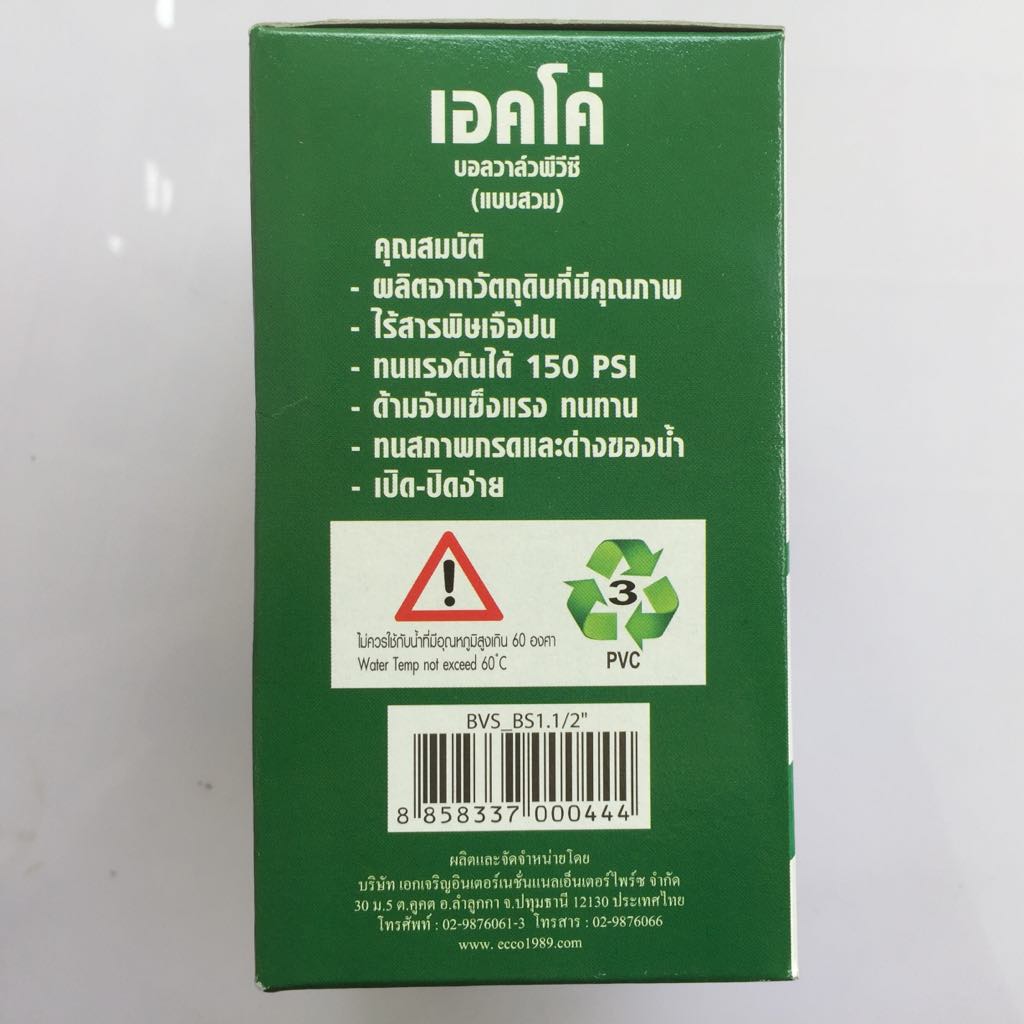 เอคโค่
บอลวาล์วพีวีซี
(แบบสวม)
คุณสมบัติ
- ผลิตจากวัตถุดิบที่มีคุณภาพ
- ไร้สารพิษเจือปน
- ทนแรงดันได้ 150 PSI
- ด้ามจับแข็งแรง ทนทาน
- ทนสภาพกรดและด่างของน้ำ
- เปิด-ปิดง่าย
!
3
ไม่ควรใช้กับน้ำที่มีอุณหภูมิสูงเกิน 60 องศา
Water Temp not exceed 60°C
PVC
BVS_BS1.1/2"
8 858337 000444
ผลิตและจัดจำหน่ายโดย
บริษัท เอกเจริญอินเตอร์เนชั่นแนลเอ็นเตอร์ไพร์ซ จำกัด
30 ม.5 ต.คูคต อ.ลำลูกกา จ.ปทุมธานี 12130 ประเทศไทย
โทรศัพท์ : 02-9876061-3 โทรสาร : 02-9876066
www. ecco1989.com